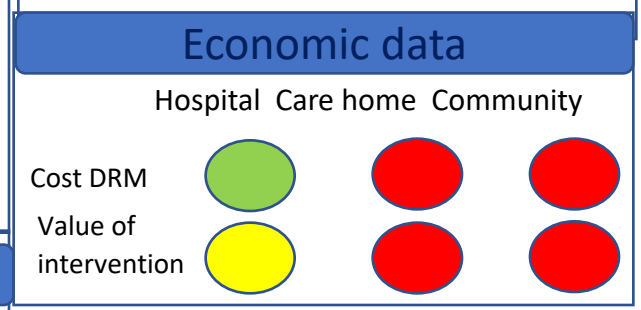 Economic data
Hospital Care home Community
Cost DRM
Value of
intervention